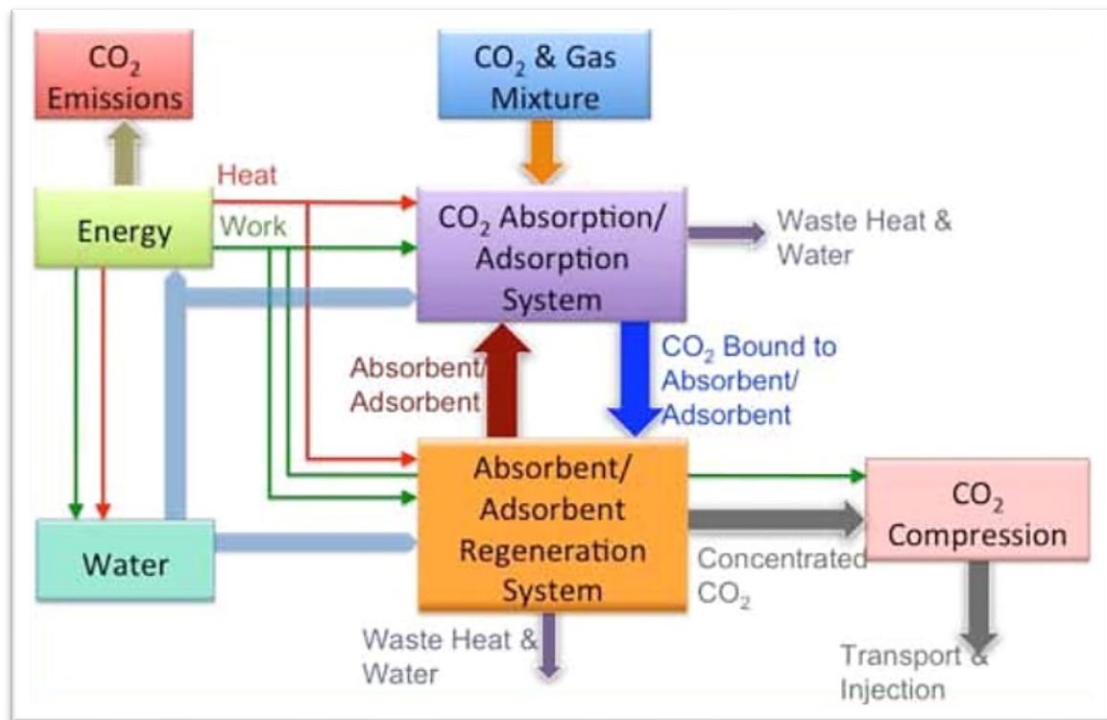 CO₂
Emissions
CO₂ & Gas
Mixture
Heat
Energy
Work
CO₂ Absorption/
Adsorption
System
Waste Heat &
Water
Absorbent/
Adsorbent
CO₂ Bound to
Absorbent/
Adsorbent
Water
Absorbent/
Adsorbent
Regeneration
System
CO₂
Compression
Concentrated
CO₂
Waste Heat &
Water
Transport &
Injection